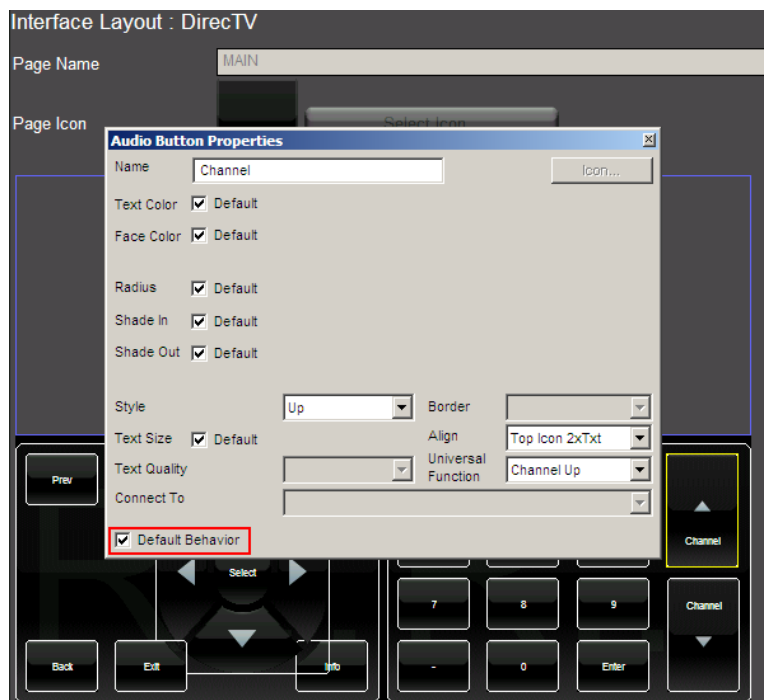 Interface Layout : DirecTV
Page Name MAIN
Page Icon Select Icon
Audio Button Properties
Name Channel Icon...
Text Color Default
Face Color Default
Radius Default
Shade In Default
Shade Out Default
Style Up Border
Text Size Default Align Top Icon 2xTxt
Text Quality Universal Function Channel Up
Connect To
Default Behavior
Prev
Channel
Select
7 8 9 Channel
Back Exit Info - 0 Enter